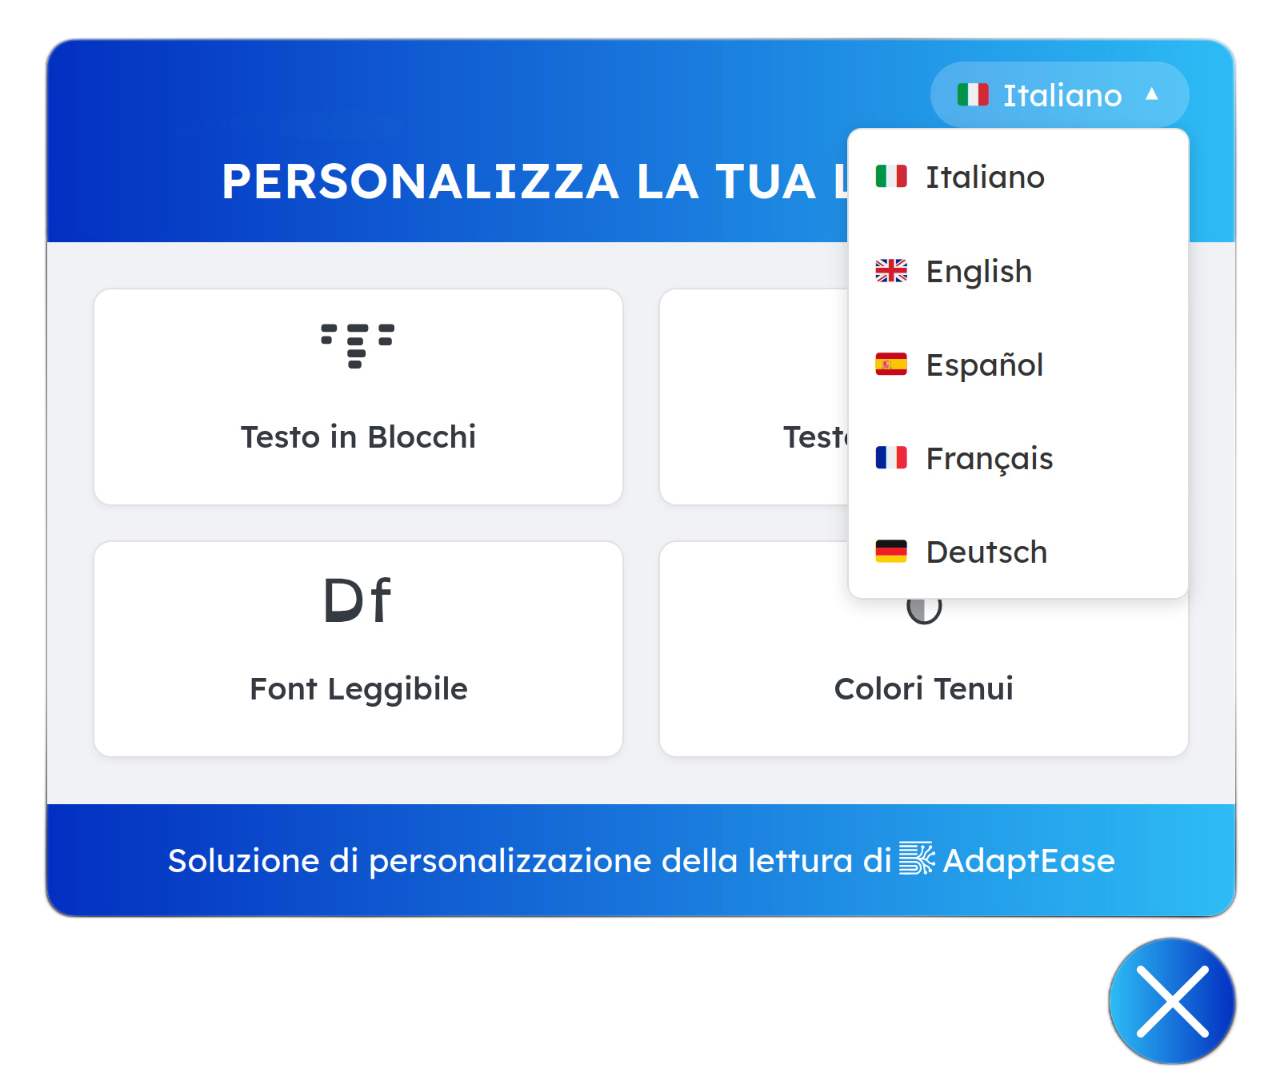 Italiano
Italiano
PERSONALIZZA LA TUA
English
Español
Français
Deutsch
Testo in Blocchi
Df
Font Leggibile
Colori Tenui
Soluzione di personalizzazione della lettura di AdaptEase